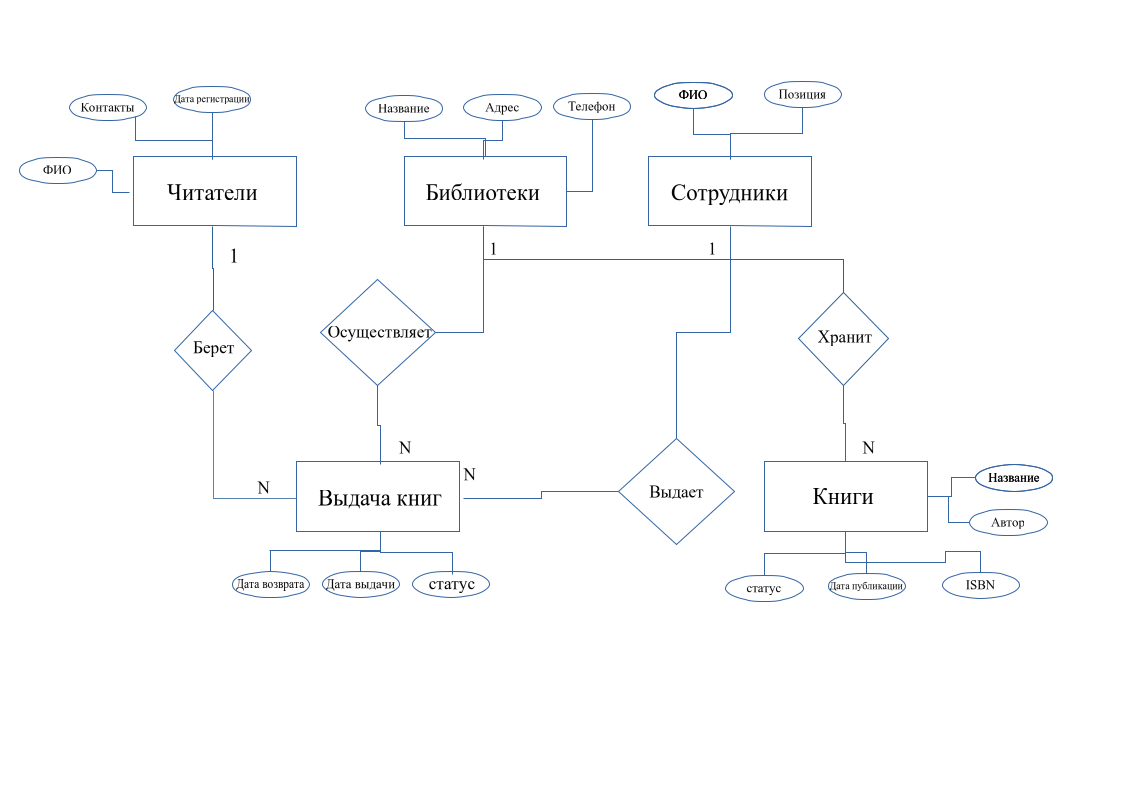 Контакты
Дата регистрации
Название
Адрес
Телефон
ФИО
Позиция
ФИО
Читатели
Библиотеки
Сотрудники
1
1
1
Берет
Осуществляет
Хранит
N
N
N
N
Выдача книг
Выдает
Книги
Название
Автор
Дата возврата
Дата выдачи
статус
статус
Дата публикации
ISBN